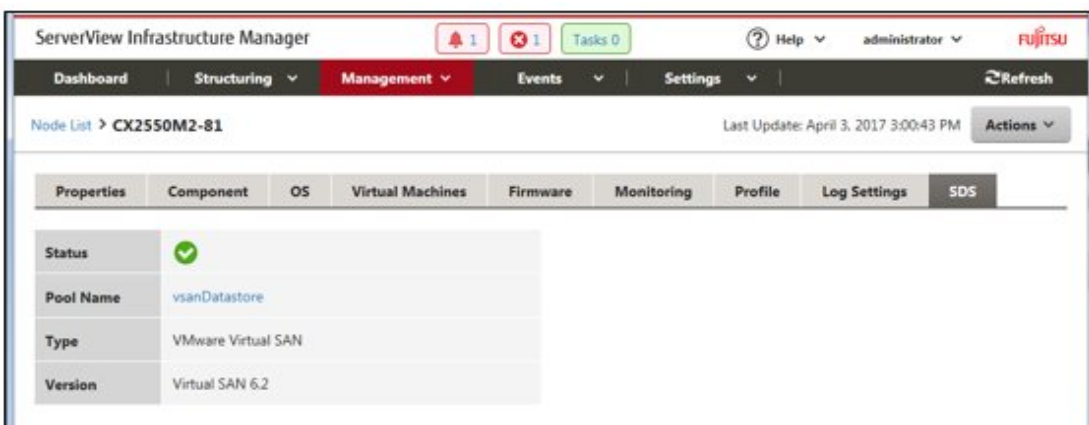 ServerView Infrastructure Manager 1 1 Tasks 0 Help administrator FUJITSU
Dashboard Structuring Management Events Settings Refresh
Node List > CX2550M2-81 Last Update: April 3, 2017 3:00:43 PM Actions
Properties Component OS Virtual Machines Firmware Monitoring Profile Log Settings SDS
Status
Pool Name vsanDatastore
Type VMware Virtual SAN
Version Virtual SAN 6.2